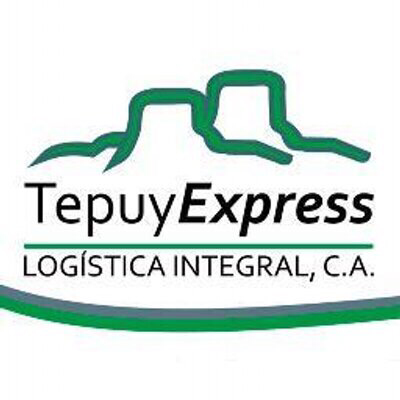 TepuyExpress
LOGÍSTICA INTEGRAL, C.A.